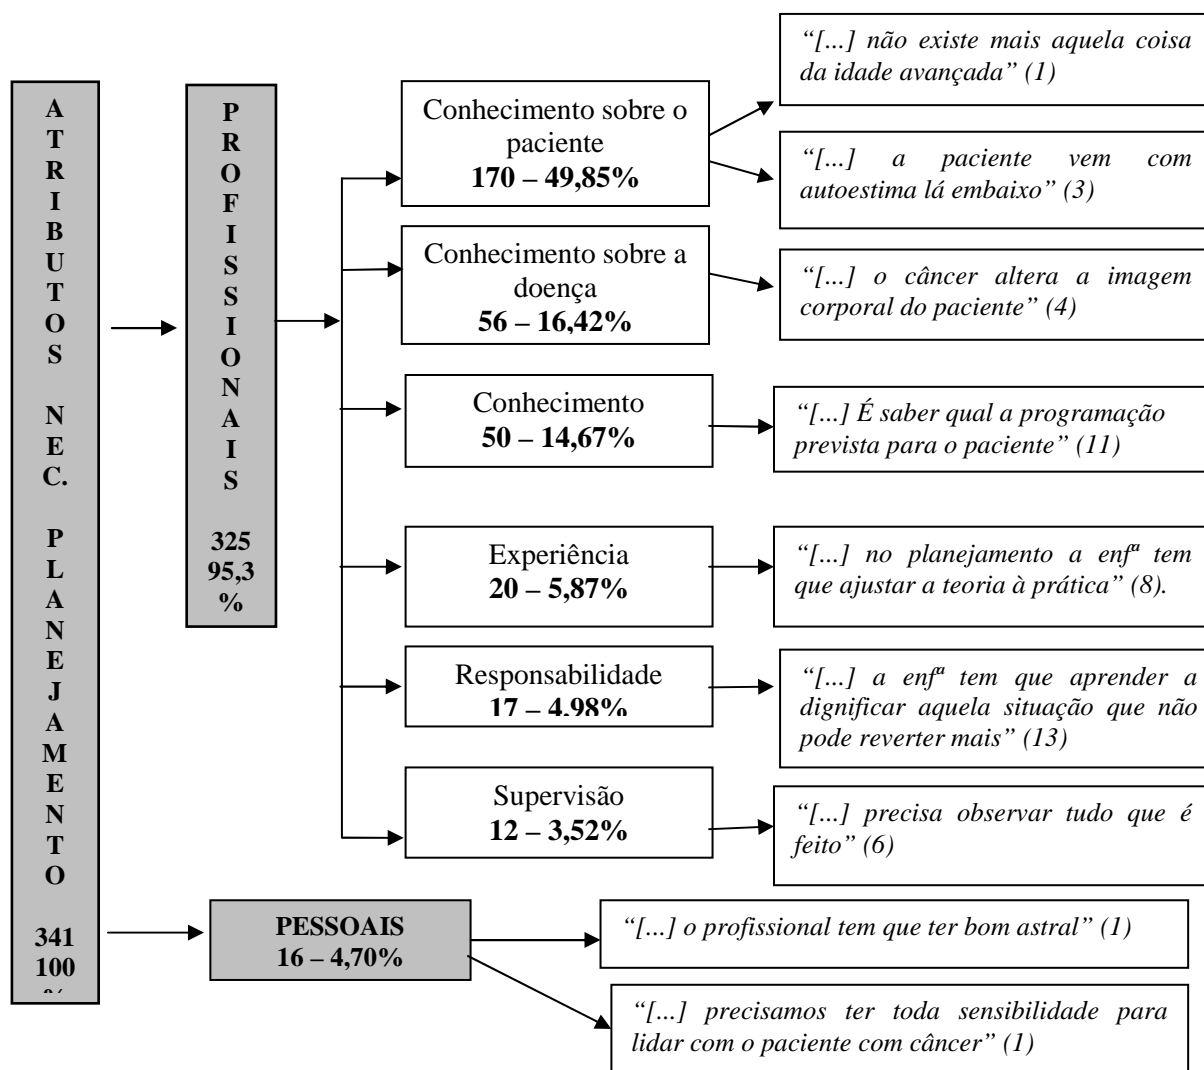 A
T
R
I
B
U
T
O
S
N
E
C.
P
L
A
N
E
J
A
M
E
N
T
O
341
100
%
P
R
O
F
I
S
S
I
O
N
A
I
S
325
95,3
%
Conhecimento sobre o
paciente
170 – 49,85%
“[...] não existe mais aquela coisa
da idade avançada” (1)
“[...] a paciente vem com
autoestima lá embaixo” (3)
Conhecimento sobre a
doença
56 – 16,42%
“[...] o câncer altera a imagem
corporal do paciente” (4)
Conhecimento
50 – 14,67%
“[...] É saber qual a programação
prevista para o paciente” (11)
Experiência
20 – 5,87%
“[...] no planejamento a enfª tem
que ajustar a teoria à prática” (8).
Responsabilidade
17 – 4,98%
“[...] a enfª tem que aprender a
dignificar aquela situação que não
pode reverter mais” (13)
Supervisão
12 – 3,52%
“[...] precisa observar tudo que é
feito” (6)
PESSOAIS
16 – 4,70%
“[...] o profissional tem que ter bom astral” (1)
“[...] precisamos ter toda sensibilidade para
lidar com o paciente com câncer” (1)